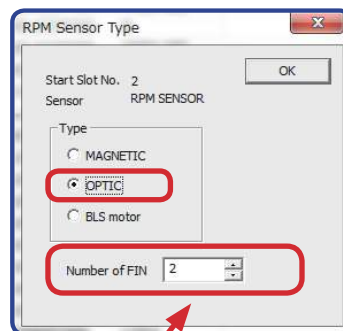 RPM Sensor Type
Start Slot No. 2
OK
Sensor RPM SENSOR
Type
MAGNETIC
OPTIC
BLS motor
Number of FIN 2